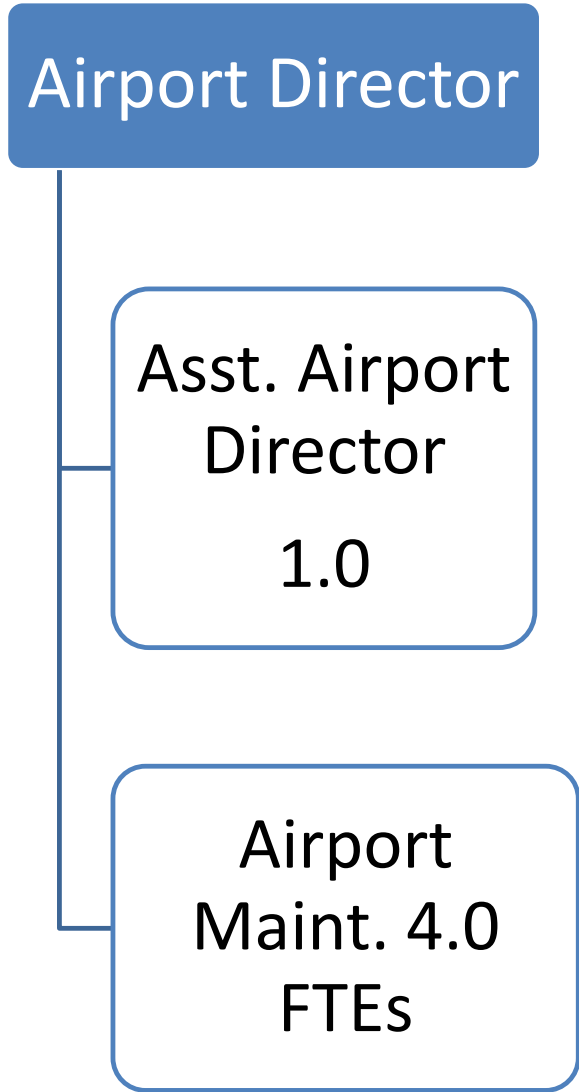 Airport Director
Asst. Airport
Director
1.0
Airport
Maint. 4.0
FTEs